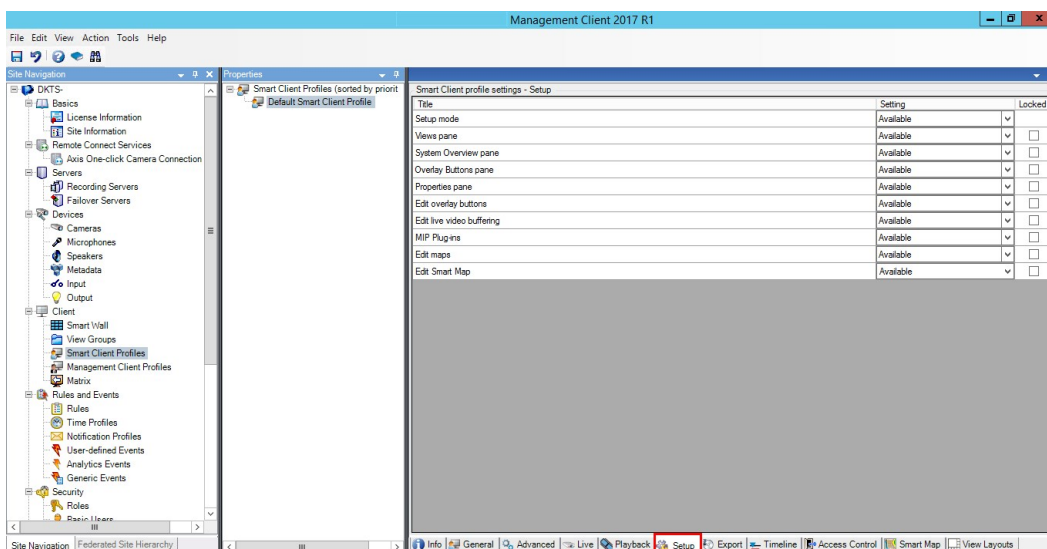 Management Client 2017 R1
File Edit View Action Tools Help
Site Navigation
DKTS-
Basics
License Information
Site Information
Remote Connect Services
Axis One-click Camera Connection
Servers
Recording Servers
Failover Servers
Devices
Cameras
Microphones
Speakers
Metadata
Input
Output
Client
Smart Wall
View Groups
Smart Client Profiles
Management Client Profiles
Matrix
Rules and Events
Rules
Time Profiles
Notification Profiles
User-defined Events
Analytics Events
Generic Events
Security
Roles
Basic Users
Site Navigation Federated Site Hierarchy
Properties
Smart Client Profiles (sorted by priorit
Default Smart Client Profile
Smart Client profile settings - Setup
Title Setting Locked
Setup mode Available
Views pane Available
System Overview pane Available
Overlay Buttons pane Available
Properties pane Available
Edit overlay buttons Available
Edit live video buffering Available
MIP Plug-ins Available
Edit maps Available
Edit Smart Map Available
Info General Advanced Live Playback Setup Export Timeline Access Control Smart Map View Layouts